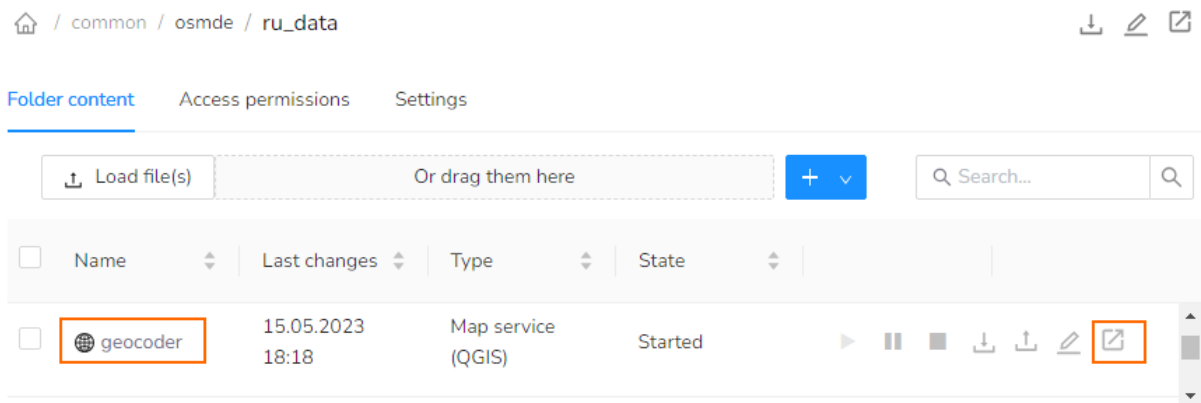 / common / osmde / ru_data
Folder content Access permissions Settings
Load file(s) Or drag them here Search...
Name Last changes Type State
geocoder 15.05.2023 Map service Started
18:18 (QGIS)